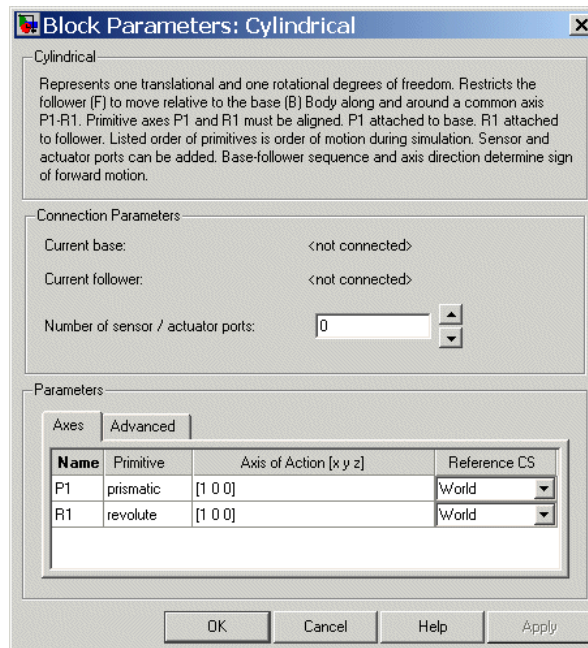 Block Parameters: Cylindrical
Cylindrical
Represents one translational and one rotational degrees of freedom. Restricts the
follower (F) to move relative to the base (B) Body along and around a common axis
P1-R1. Primitive axes P1 and R1 must be aligned. P1 attached to base. R1 attached
to follower. Listed order of primitives is order of motion during simulation. Sensor and
actuator ports can be added. Base-follower sequence and axis direction determine sign
of forward motion.
Connection Parameters
Current base: <not connected>
Current follower: <not connected>
Number of sensor / actuator ports: 0
Parameters
Axes Advanced
Name Primitive Axis of Action [x y z] Reference CS
P1 prismatic [1 0 0] World
R1 revolute [1 0 0] World
OK Cancel Help Apply